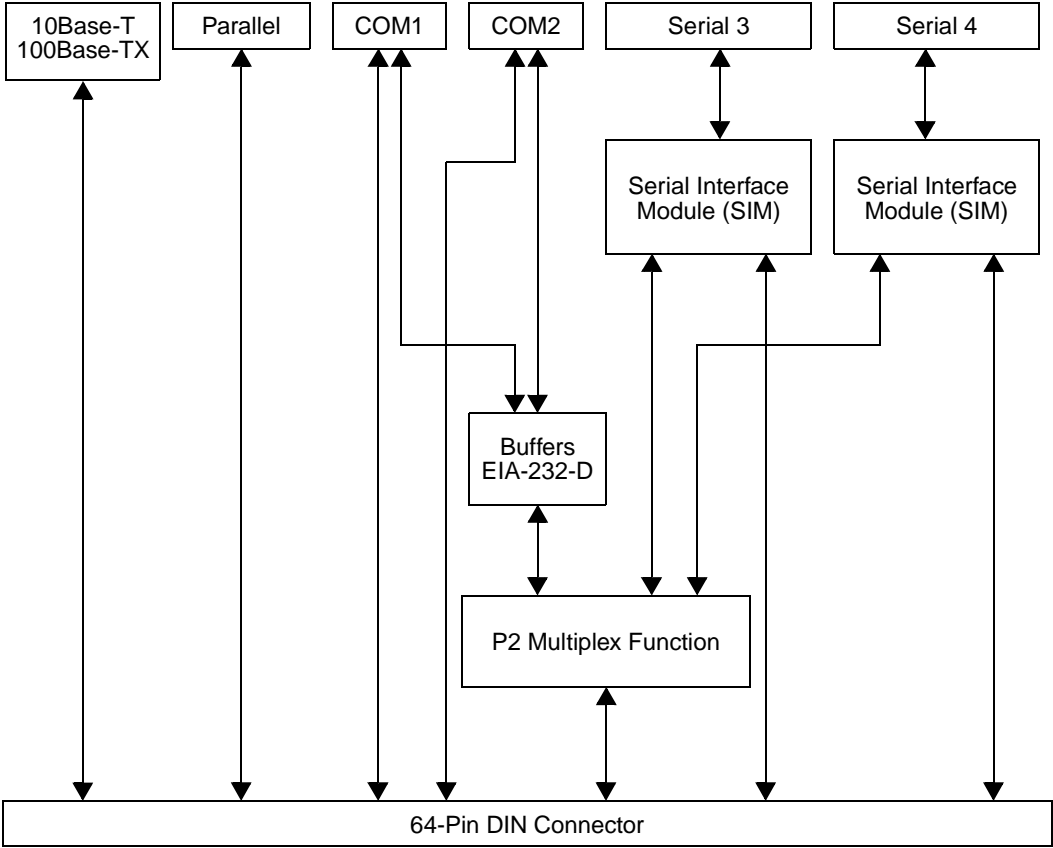 10Base-T
100Base-TX
Parallel
COM1
COM2
Serial 3
Serial 4
Serial Interface
Module (SIM)
Serial Interface
Module (SIM)
Buffers
EIA-232-D
P2 Multiplex Function
64-Pin DIN Connector